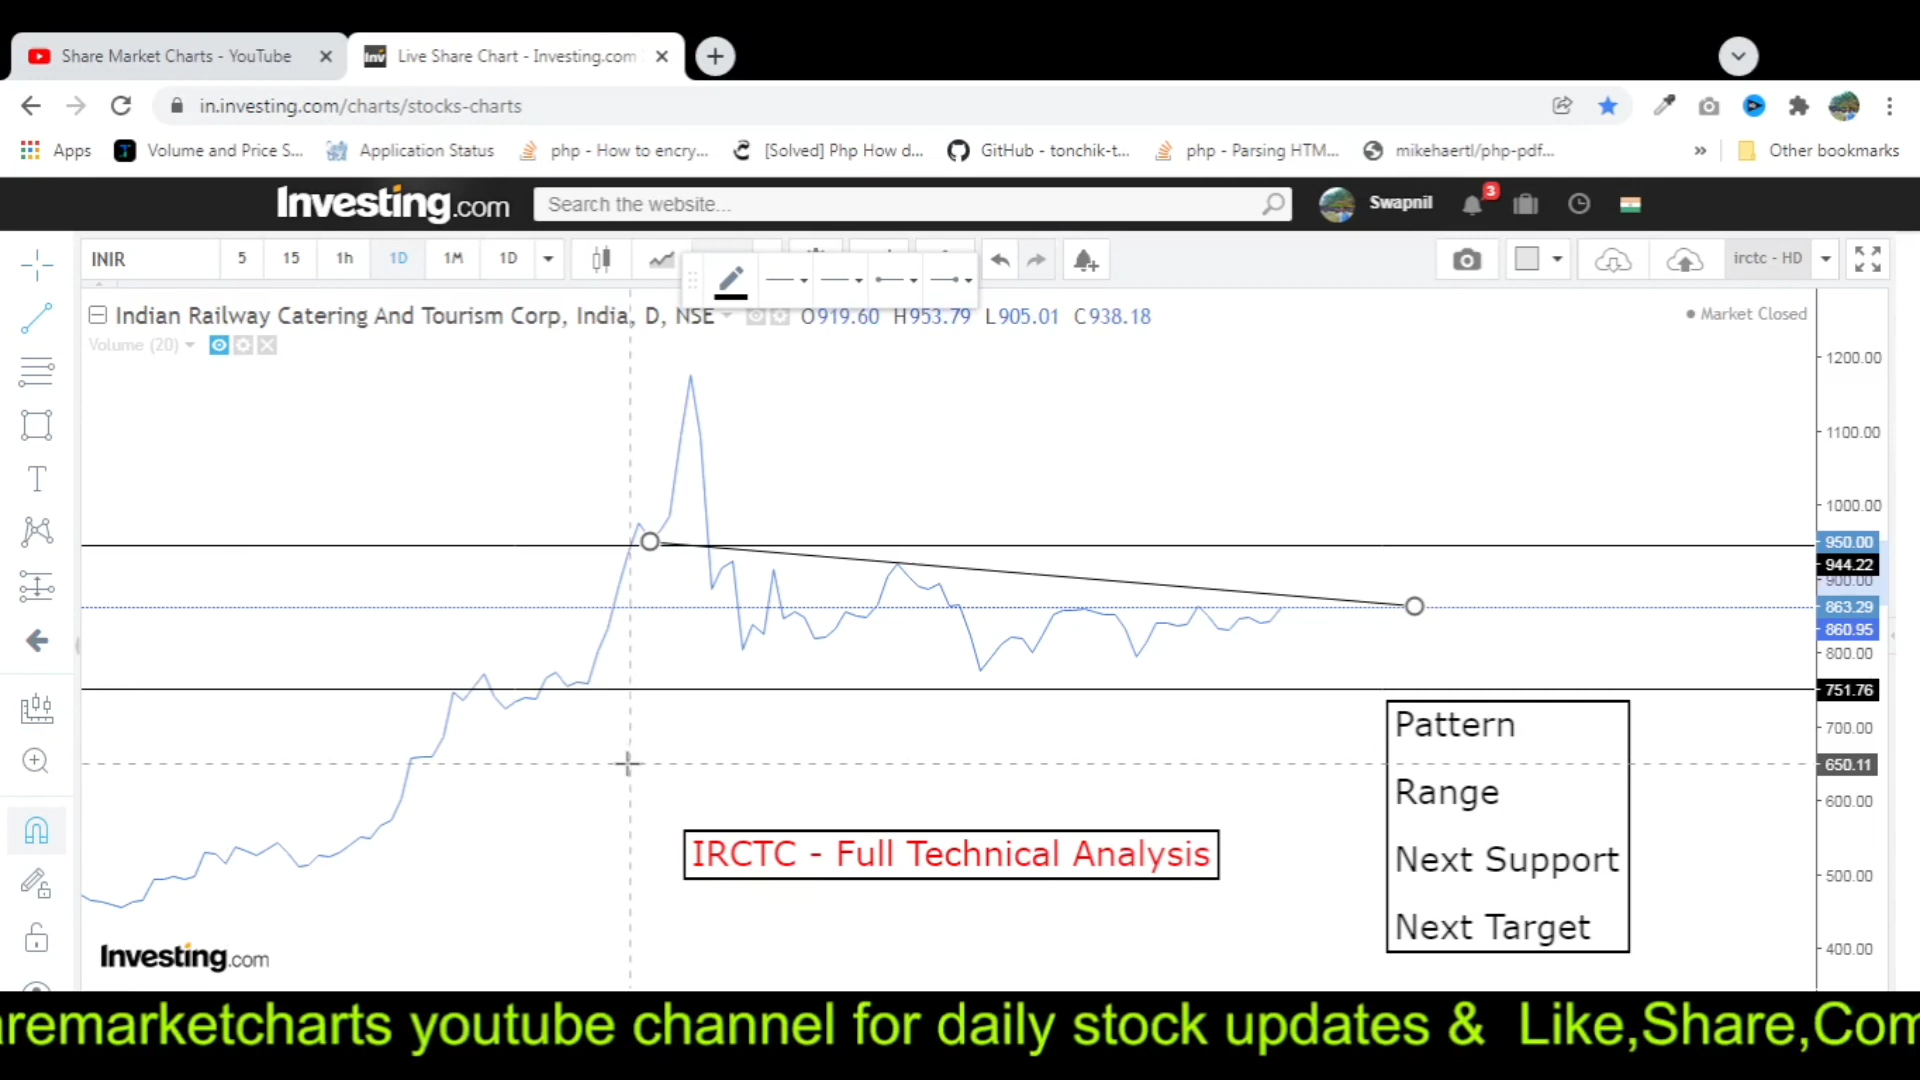 Share Market Charts - YouTube
Live Share Chart - Investing.com
in.investing.com/charts/stocks-charts
Apps
Volume and Price S...
Application Status
php - How to encry...
[Solved] Php How d...
GitHub - tonchik-t...
php - Parsing HTM...
mikehaertl/php-pdf...
»
Other bookmarks
Investing.com
Search the website...
Swapnil
3
INIR
5
15
1h
1D
1M
1D
irctc - HD
Indian Railway Catering And Tourism Corp, India, D, NSE
O919.60 H953.79 L905.01 C938.18
Market Closed
Volume (20)
1200.00
1100.00
1000.00
950.00
944.22
900.00
863.29
860.95
800.00
751.76
700.00
650.11
600.00
500.00
400.00
Pattern
Range
Next Support
Next Target
IRCTC - Full Technical Analysis
Investing.com
aremarketcharts youtube channel for daily stock updates & Like,Share,Com